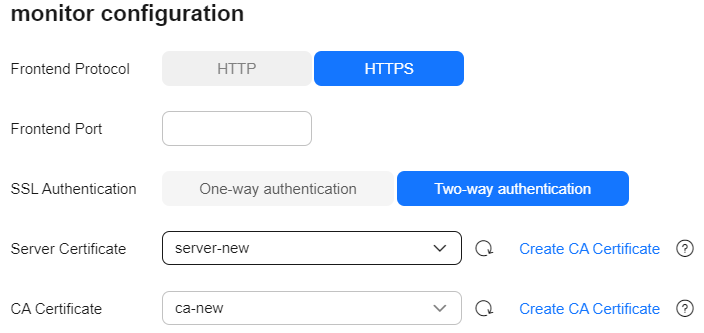 monitor configuration
Frontend Protocol HTTP HTTPS
Frontend Port
SSL Authentication One-way authentication Two-way authentication
Server Certificate server-new Create CA Certificate ?
CA Certificate ca-new Create CA Certificate ?